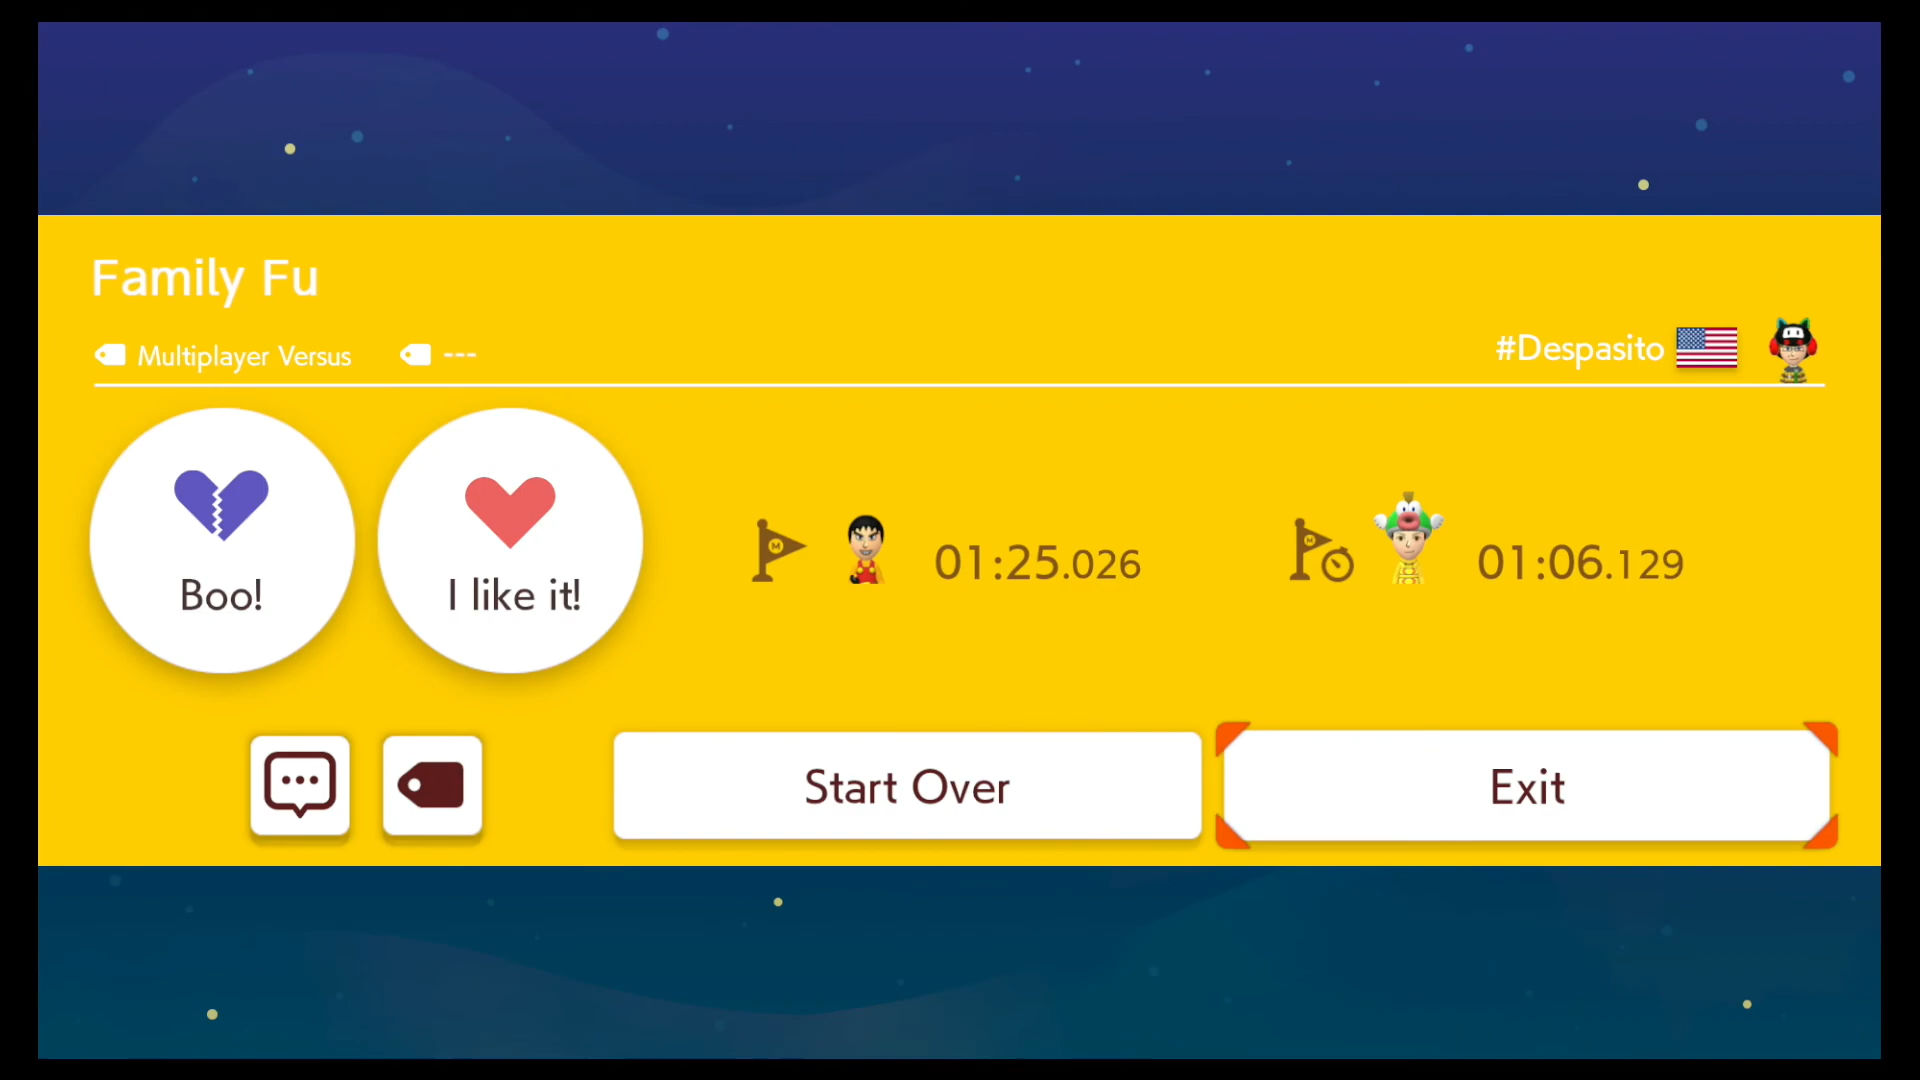 Family Fu
Multiplayer Versus ---
#Despasito
Boo!
I like it!
M 01:25.026
M 01:06.129
Start Over
Exit